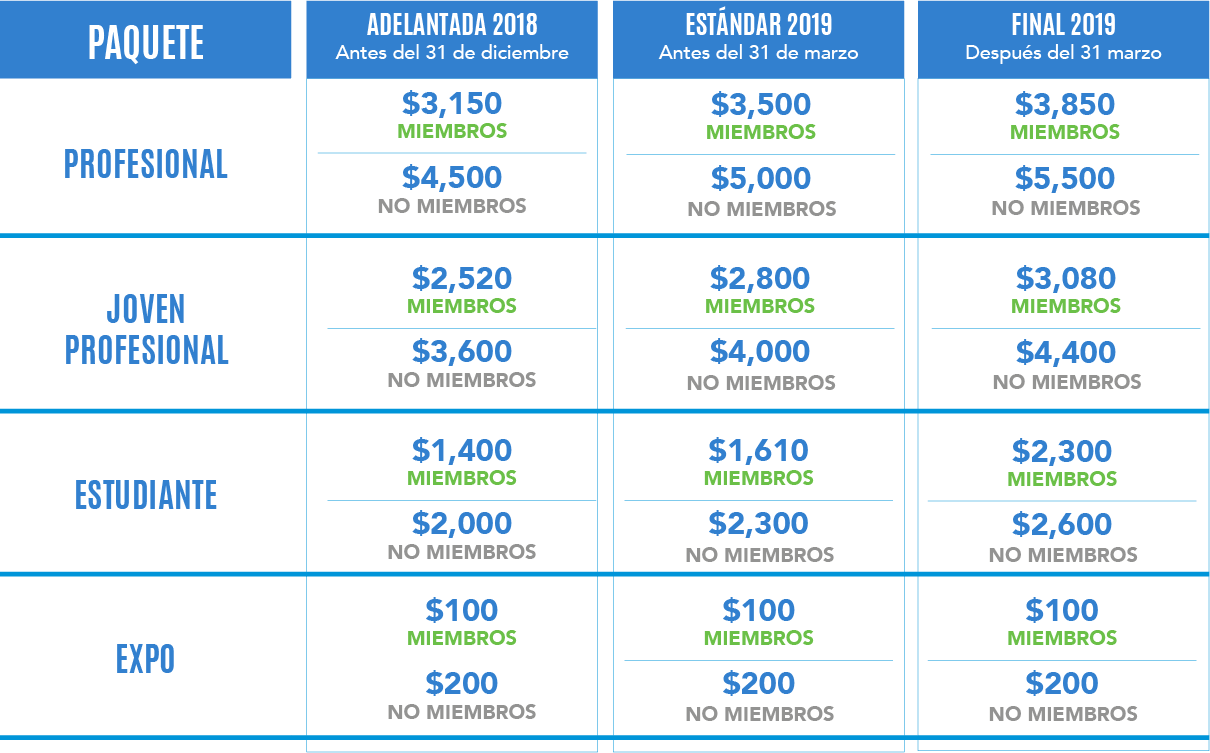 PAQUETE
ADELANTADA 2018
Antes del 31 de diciembre
ESTÁNDAR 2019
Antes del 31 de marzo
FINAL 2019
Después del 31 marzo
PROFESIONAL
$3,150
MIEMBROS
$4,500
NO MIEMBROS
$3,500
MIEMBROS
$5,000
NO MIEMBROS
$3,850
MIEMBROS
$5,500
NO MIEMBROS
JOVEN
PROFESIONAL
$2,520
MIEMBROS
$3,600
NO MIEMBROS
$2,800
MIEMBROS
$4,000
NO MIEMBROS
$3,080
MIEMBROS
$4,400
NO MIEMBROS
ESTUDIANTE
$1,400
MIEMBROS
$2,000
NO MIEMBROS
$1,610
MIEMBROS
$2,300
NO MIEMBROS
$2,300
MIEMBROS
$2,600
NO MIEMBROS
EXPO
$100
MIEMBROS
$200
NO MIEMBROS
$100
MIEMBROS
$200
NO MIEMBROS
$100
MIEMBROS
$200
NO MIEMBROS